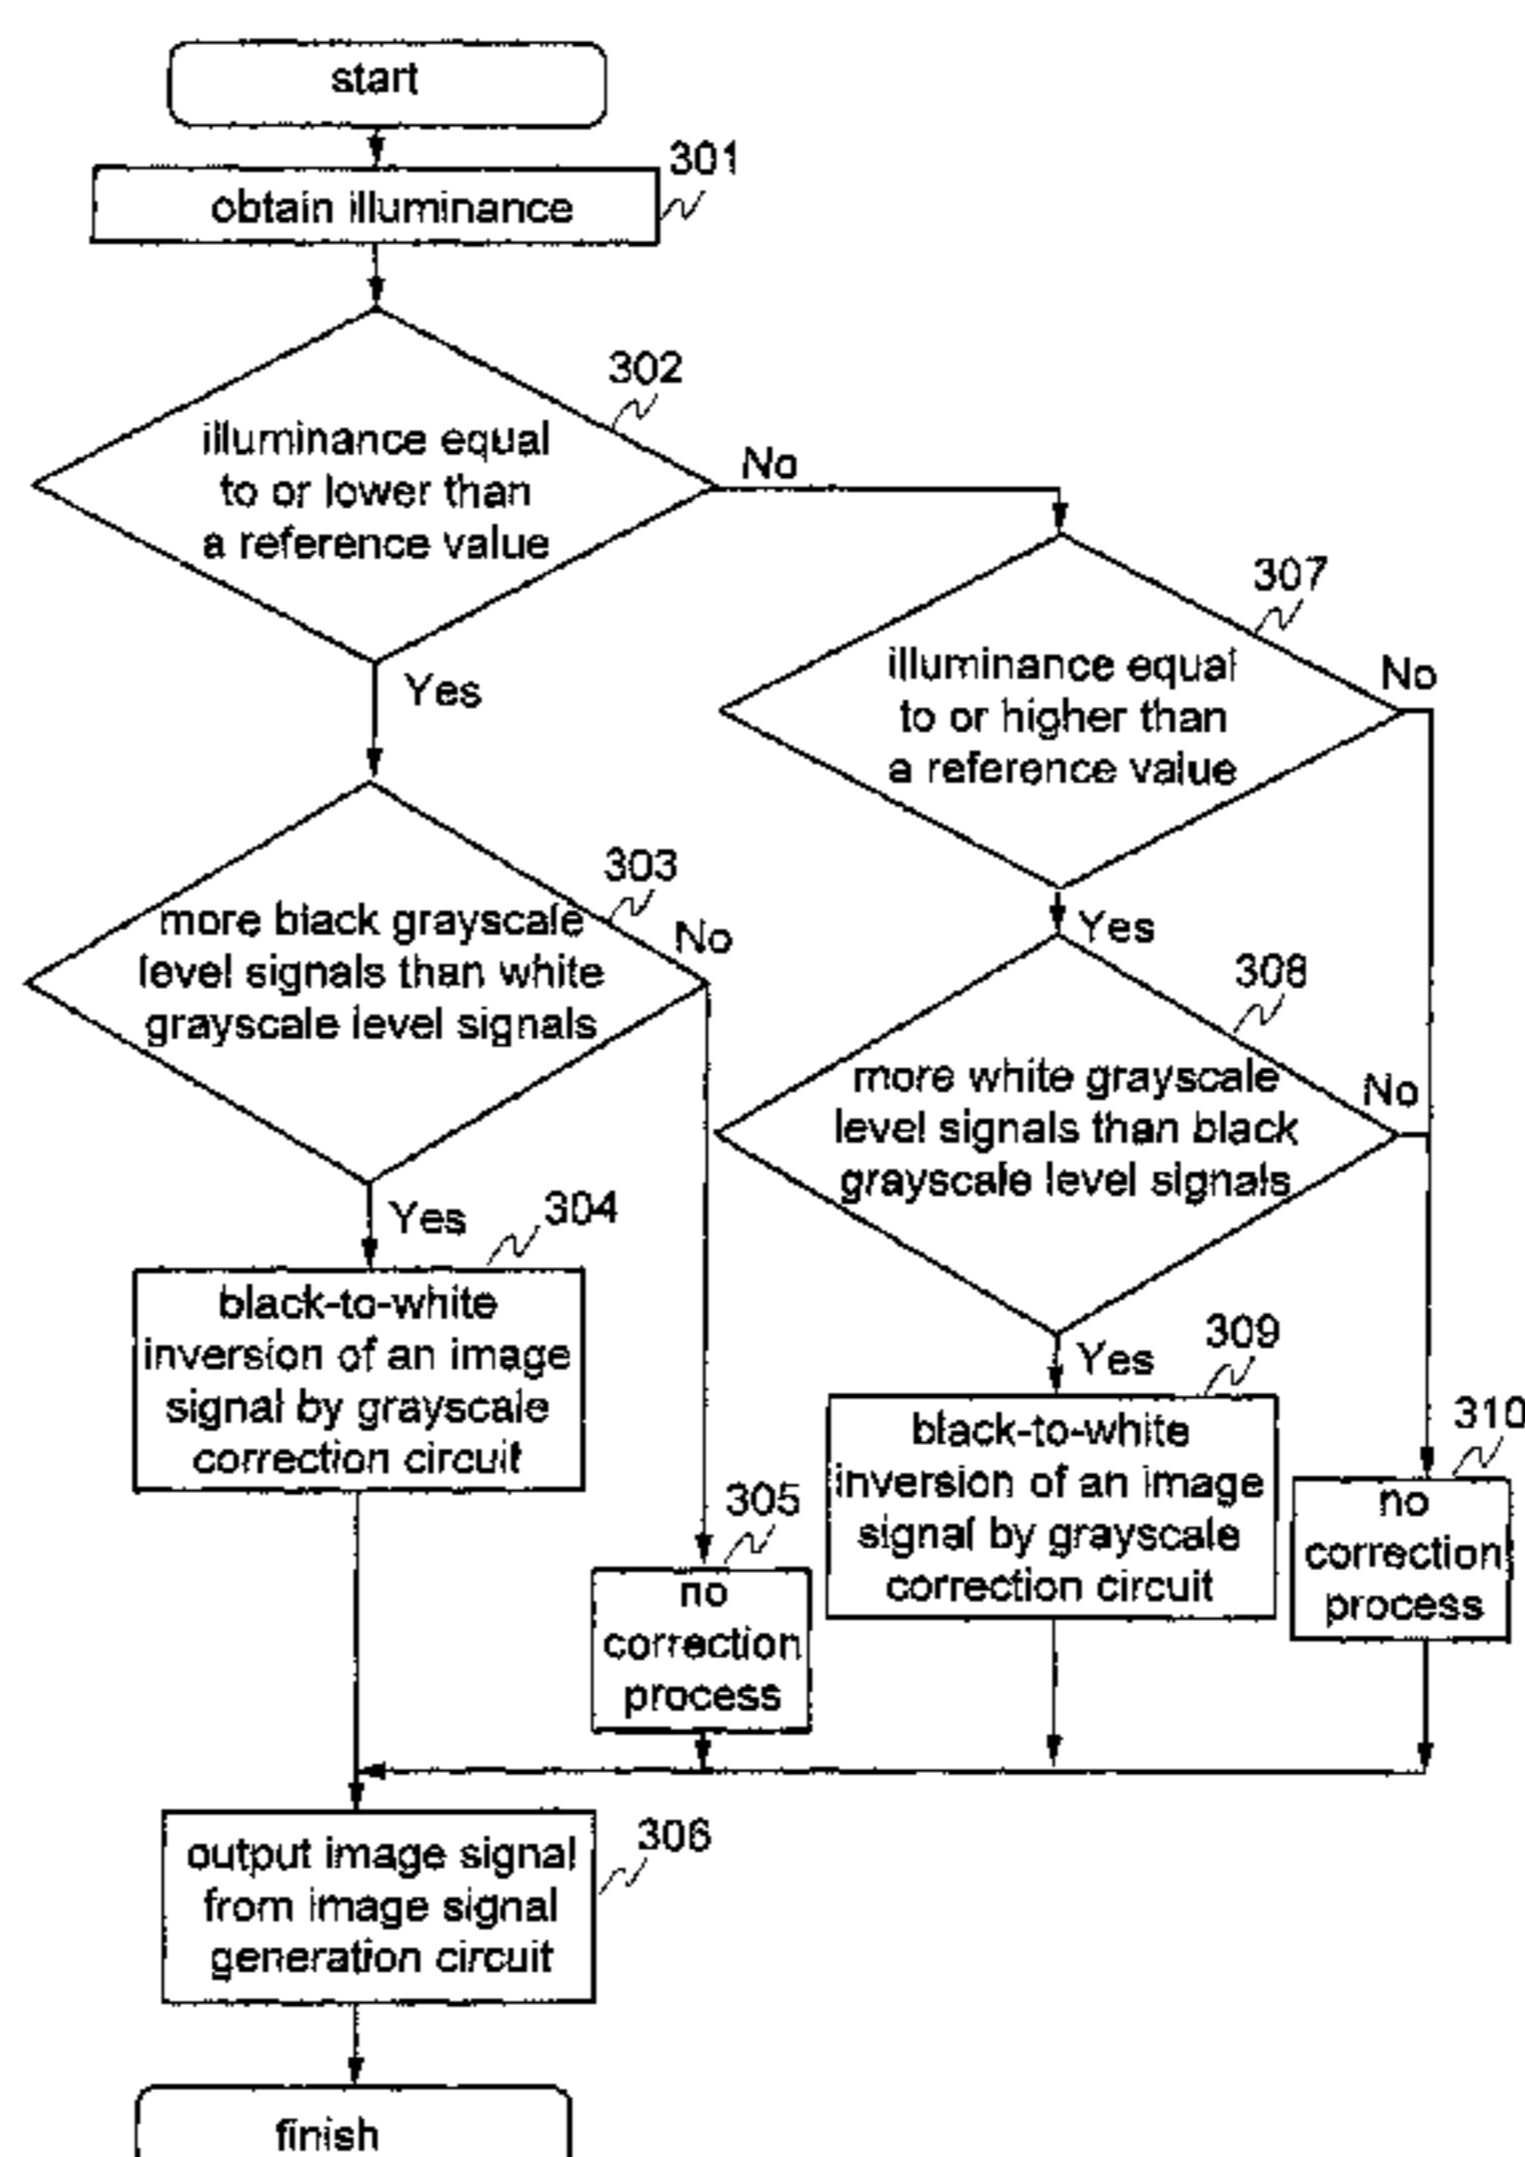 start
301
obtain illuminance
302
illuminance equal
to or lower than
a reference value
No
Yes
307
illuminance equal
to or higher than
a reference value
No
Yes
303
more black grayscale
level signals than white
grayscale level signals
No
Yes
308
more white grayscale
level signals than black
grayscale level signals
No
Yes
304
black-to-white
inversion of an image
signal by grayscale
correction circuit
305
no
correction
process
309
black-to-white
inversion of an image
signal by grayscale
correction circuit
310
no
correction
process
306
output image signal
from image signal
generation circuit
finish